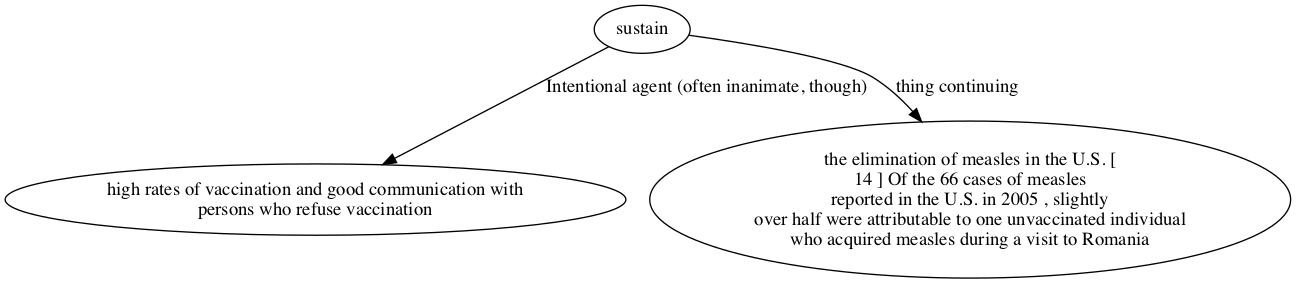 sustain
Intentional agent (often inanimate, though)
thing continuing
high rates of vaccination and good communication with
persons who refuse vaccination
the elimination of measles in the U.S. [
14 ] Of the 66 cases of measles
reported in the U.S. in 2005 , slightly
over half were attributable to one unvaccinated individual
who acquired measles during a visit to Romania